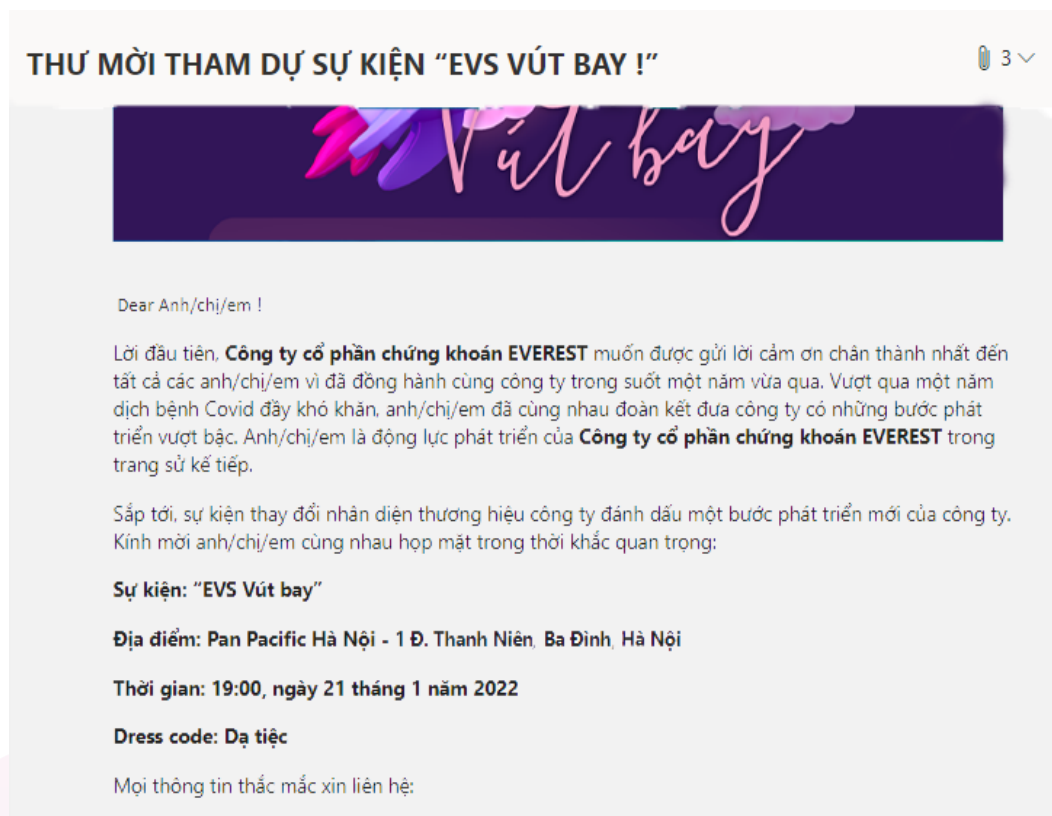 THƯ MỜI THAM DỰ SỰ KIỆN “EVS VÚT BAY !”
3
Vút bay
Dear Anh/chị/em !
Lời đầu tiên, Công ty cổ phần chứng khoán EVEREST muốn được gửi lời cảm ơn chân thành nhất đến
tất cả các anh/chị/em vì đã đồng hành cùng công ty trong suốt một năm vừa qua. Vượt qua một năm
dịch bệnh Covid đầy khó khăn, anh/chị/em đã cùng nhau đoàn kết đưa công ty có những bước phát
triển vượt bậc. Anh/chị/em là động lực phát triển của Công ty cổ phần chứng khoán EVEREST trong
trang sử kế tiếp.
Sắp tới, sự kiện thay đổi nhân diện thương hiệu công ty đánh dấu một bước phát triển mới của công ty.
Kính mời anh/chị/em cùng nhau họp mặt trong thời khắc quan trọng:
Sự kiện: “EVS Vút bay”
Địa điểm: Pan Pacific Hà Nội - 1 Đ. Thanh Niên, Ba Đình, Hà Nội
Thời gian: 19:00, ngày 21 tháng 1 năm 2022
Dress code: Dạ tiệc
Mọi thông tin thắc mắc xin liên hệ: